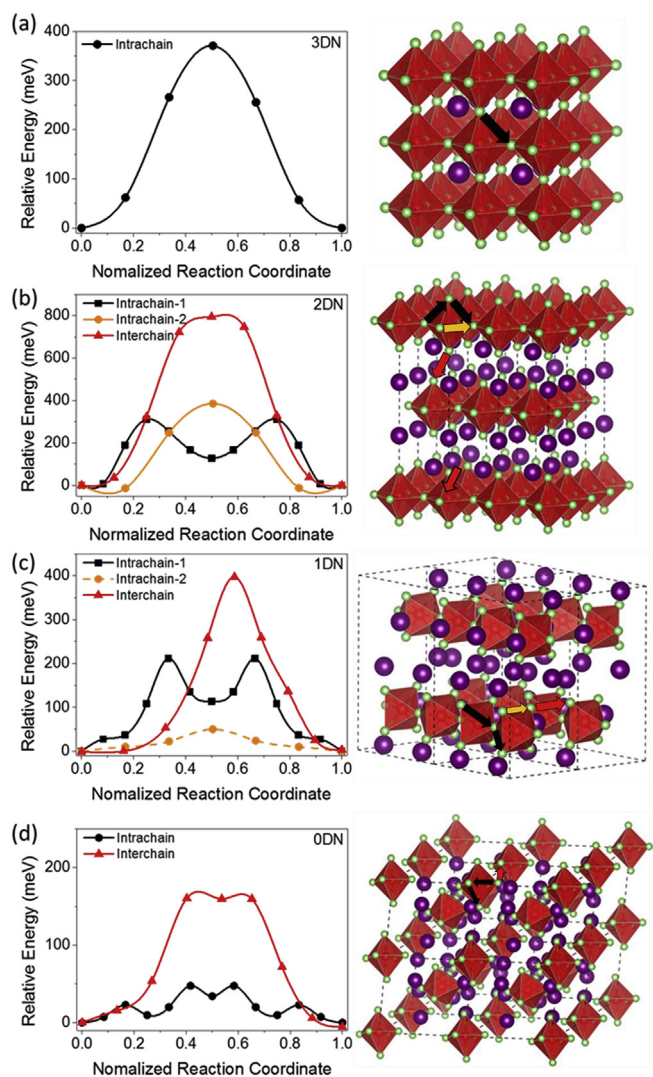 (a)
Intrachain
3DN
400
300
200
100
0
Relative Energy (meV)
0.0 0.2 0.4 0.6 0.8 1.0
Nomalized Reaction Coordinate
(b)
Intrachain-1
Intrachain-2
Interchain
2DN
800
600
400
200
0
Relative Energy (meV)
0.0 0.2 0.4 0.6 0.8 1.0
Nomalized Reaction Coordinate
(c)
Intrachain-1
Intrachain-2
Interchain
1DN
400
300
200
100
0
Relative Energy (meV)
0.0 0.2 0.4 0.6 0.8 1.0
Nomalized Reaction Coordinate
(d)
Intrachain
Interchain
0DN
200
100
0
Relative Energy (meV)
0.0 0.2 0.4 0.6 0.8 1.0
Nomalized Reaction Coordinate